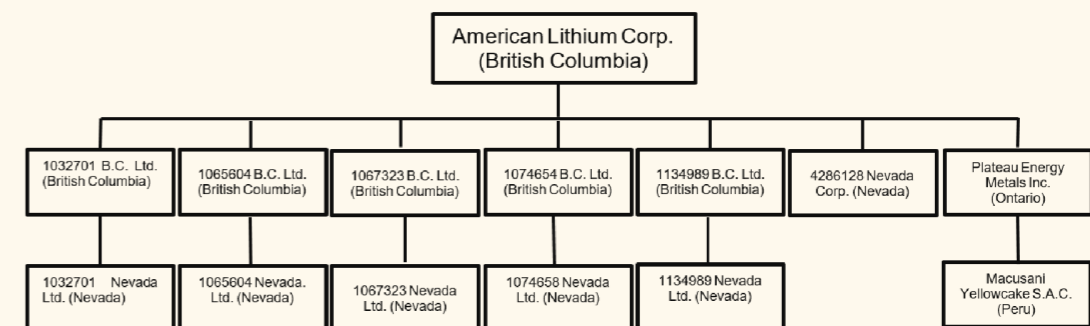 American Lithium Corp.
(British Columbia)
1032701 B.C. Ltd.
(British Columbia)
1065604 B.C. Ltd.
(British Columbia)
1067323 B.C. Ltd.
(British Columbia)
1074654 B.C. Ltd.
(British Columbia)
1134989 B.C. Ltd.
(British Columbia)
4286128 Nevada
Corp. (Nevada)
Plateau Energy
Metals Inc.
(Ontario)
1032701 Nevada
Ltd. (Nevada)
1065604 Nevada.
Ltd. (Nevada)
1067323 Nevada
Ltd. (Nevada)
1074658 Nevada
Ltd. (Nevada)
1134989 Nevada
Ltd. (Nevada)
Macusani
Yellowcake S.A.C.
(Peru)